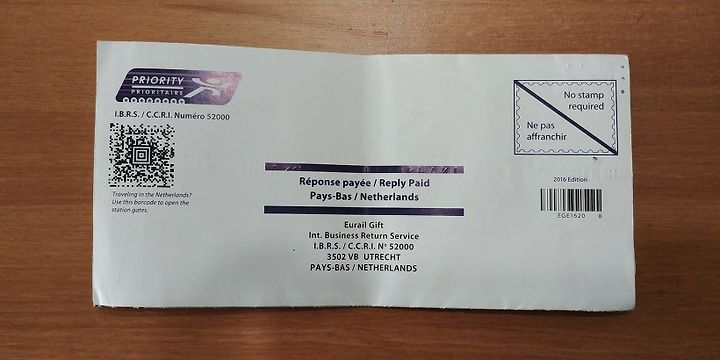 PRIORITY
PRIORITAIRE
I.B.R.S. / C.C.R.I. Numéro 52000
Traveling in the Netherlands?
Use this barcode to open the
station gates.
No stamp
required
Ne pas
affranchir
Réponse payée / Reply Paid
Pays-Bas / Netherlands
2016 Edition
EGE1620 8
Eurail Gift
Int. Business Return Service
I.B.R.S. / C.C.R.I. N° 52000
3502 VB UTRECHT
PAYS-BAS / NETHERLANDS